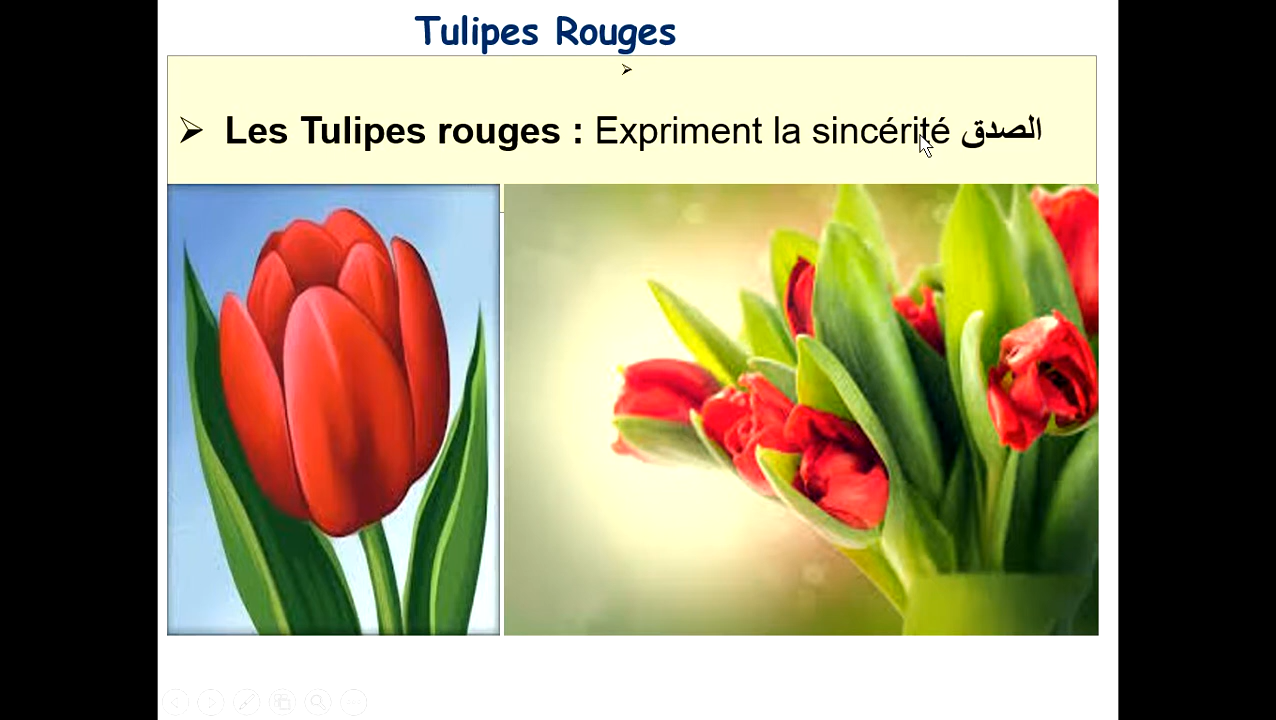 Tulipes Rouges
➢
➢ Les Tulipes rouges : Expriment la sincérité الصدق